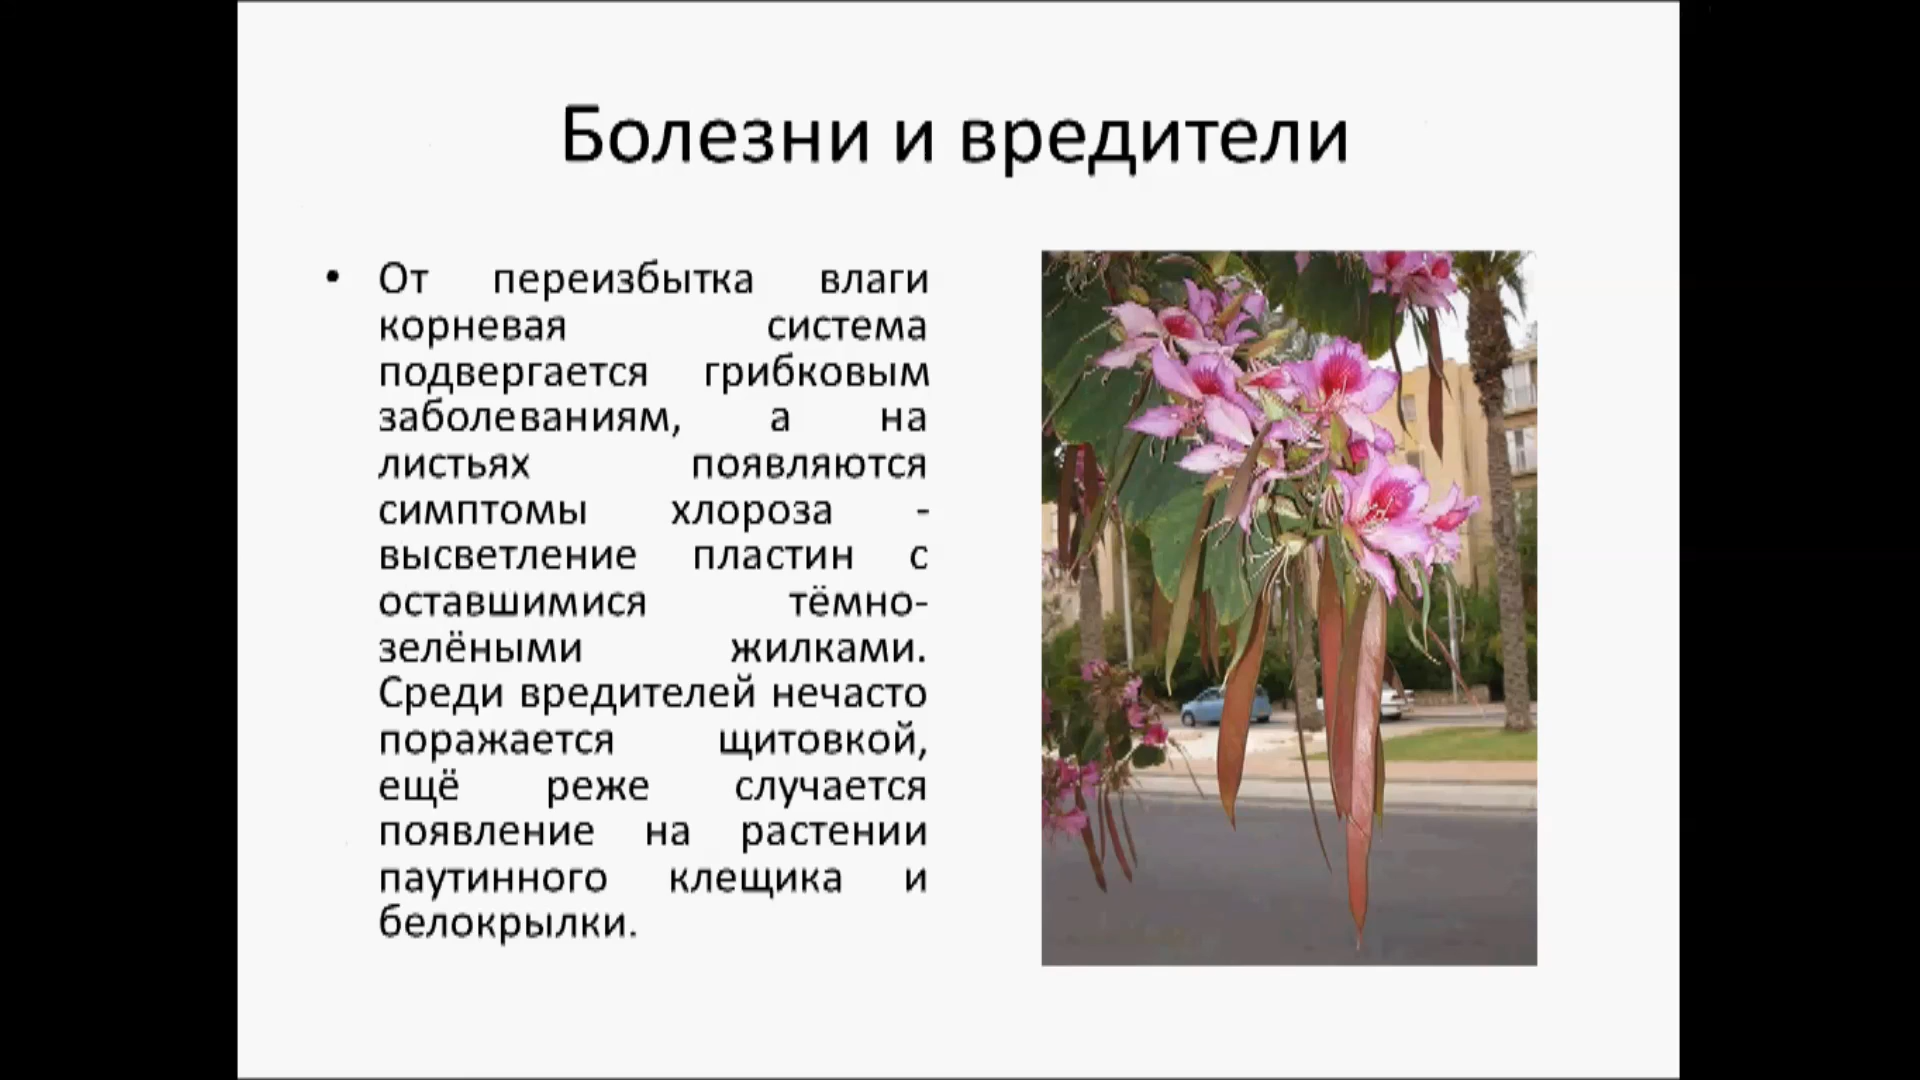 Болезни и вредители
• От переизбытка влаги
корневая система
подвергается грибковым
заболеваниям, а на
листьях появляются
симптомы хлороза -
высветление пластин с
оставшимися тёмно-
зелёными жилками.
Среди вредителей нечасто
поражается щитовкой,
ещё реже случается
появление на растении
паутинного клещика и
белокрылки.